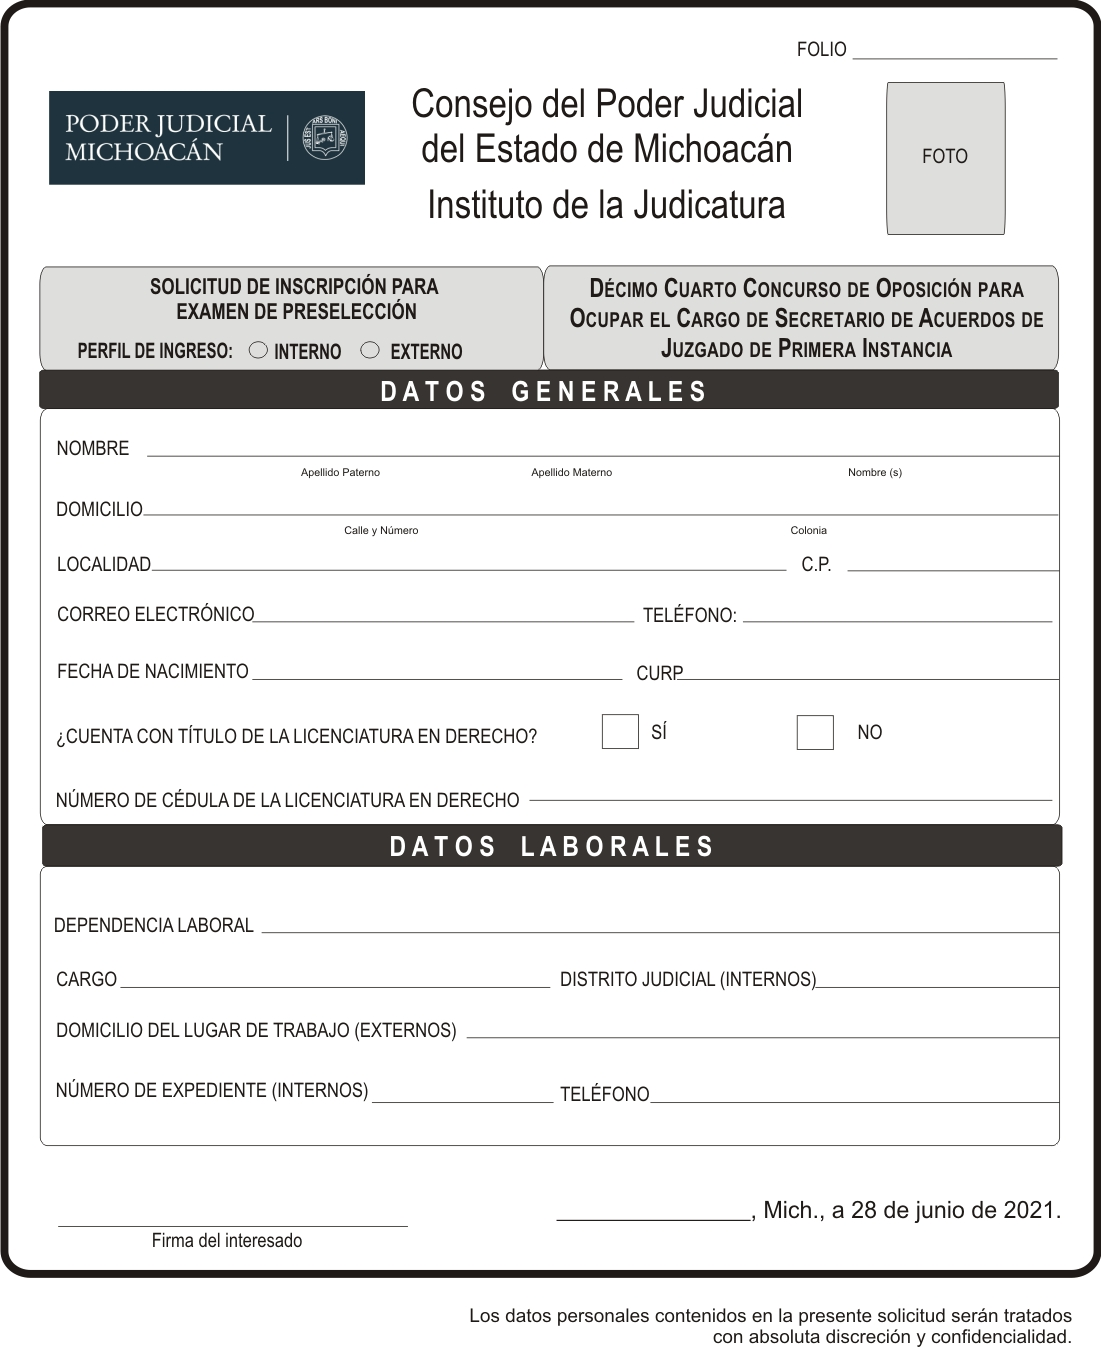 FOLIO
PODER JUDICIAL
MICHOACÁN
Consejo del Poder Judicial
del Estado de Michoacán
Instituto de la Judicatura
FOTO
SOLICITUD DE INSCRIPCIÓN PARA
EXAMEN DE PRESELECCIÓN
PERFIL DE INGRESO: INTERNO EXTERNO
DÉCIMO CUARTO CONCURSO DE OPOSICIÓN PARA
OCUPAR EL CARGO DE SECRETARIO DE ACUERDOS DE
JUZGADO DE PRIMERA INSTANCIA
DATOS GENERALES
NOMBRE
Apellido Paterno Apellido Materno Nombre (s)
DOMICILIO
Calle y Número Colonia
LOCALIDAD C.P.
CORREO ELECTRÓNICO TELÉFONO:
FECHA DE NACIMIENTO CURP
¿CUENTA CON TÍTULO DE LA LICENCIATURA EN DERECHO? SÍ NO
NÚMERO DE CÉDULA DE LA LICENCIATURA EN DERECHO
DATOS LABORALES
DEPENDENCIA LABORAL
CARGO DISTRITO JUDICIAL (INTERNOS)
DOMICILIO DEL LUGAR DE TRABAJO (EXTERNOS)
NÚMERO DE EXPEDIENTE (INTERNOS) TELÉFONO
, Mich., a 28 de junio de 2021.
Firma del interesado
Los datos personales contenidos en la presente solicitud serán tratados
con absoluta discreción y confidencialidad.